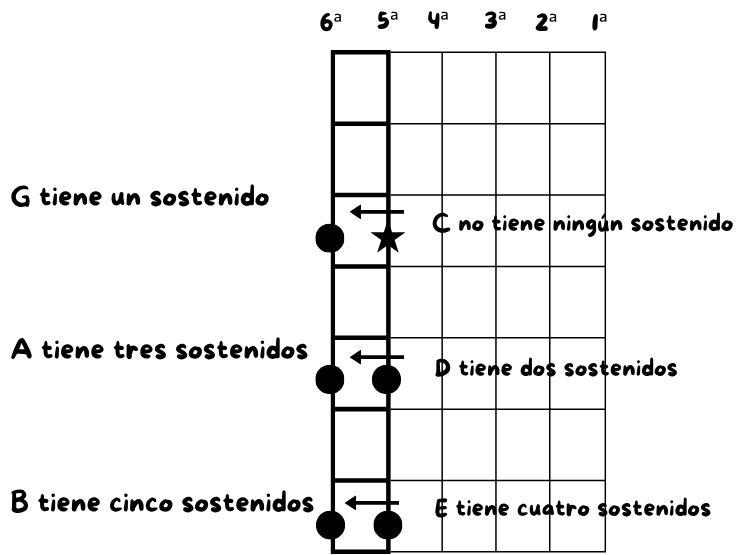 6ª 5ª 4ª 3ª 2ª 1ª
G tiene un sostenido
C no tiene ningún sostenido
A tiene tres sostenidos
D tiene dos sostenidos
B tiene cinco sostenidos
E tiene cuatro sostenidos